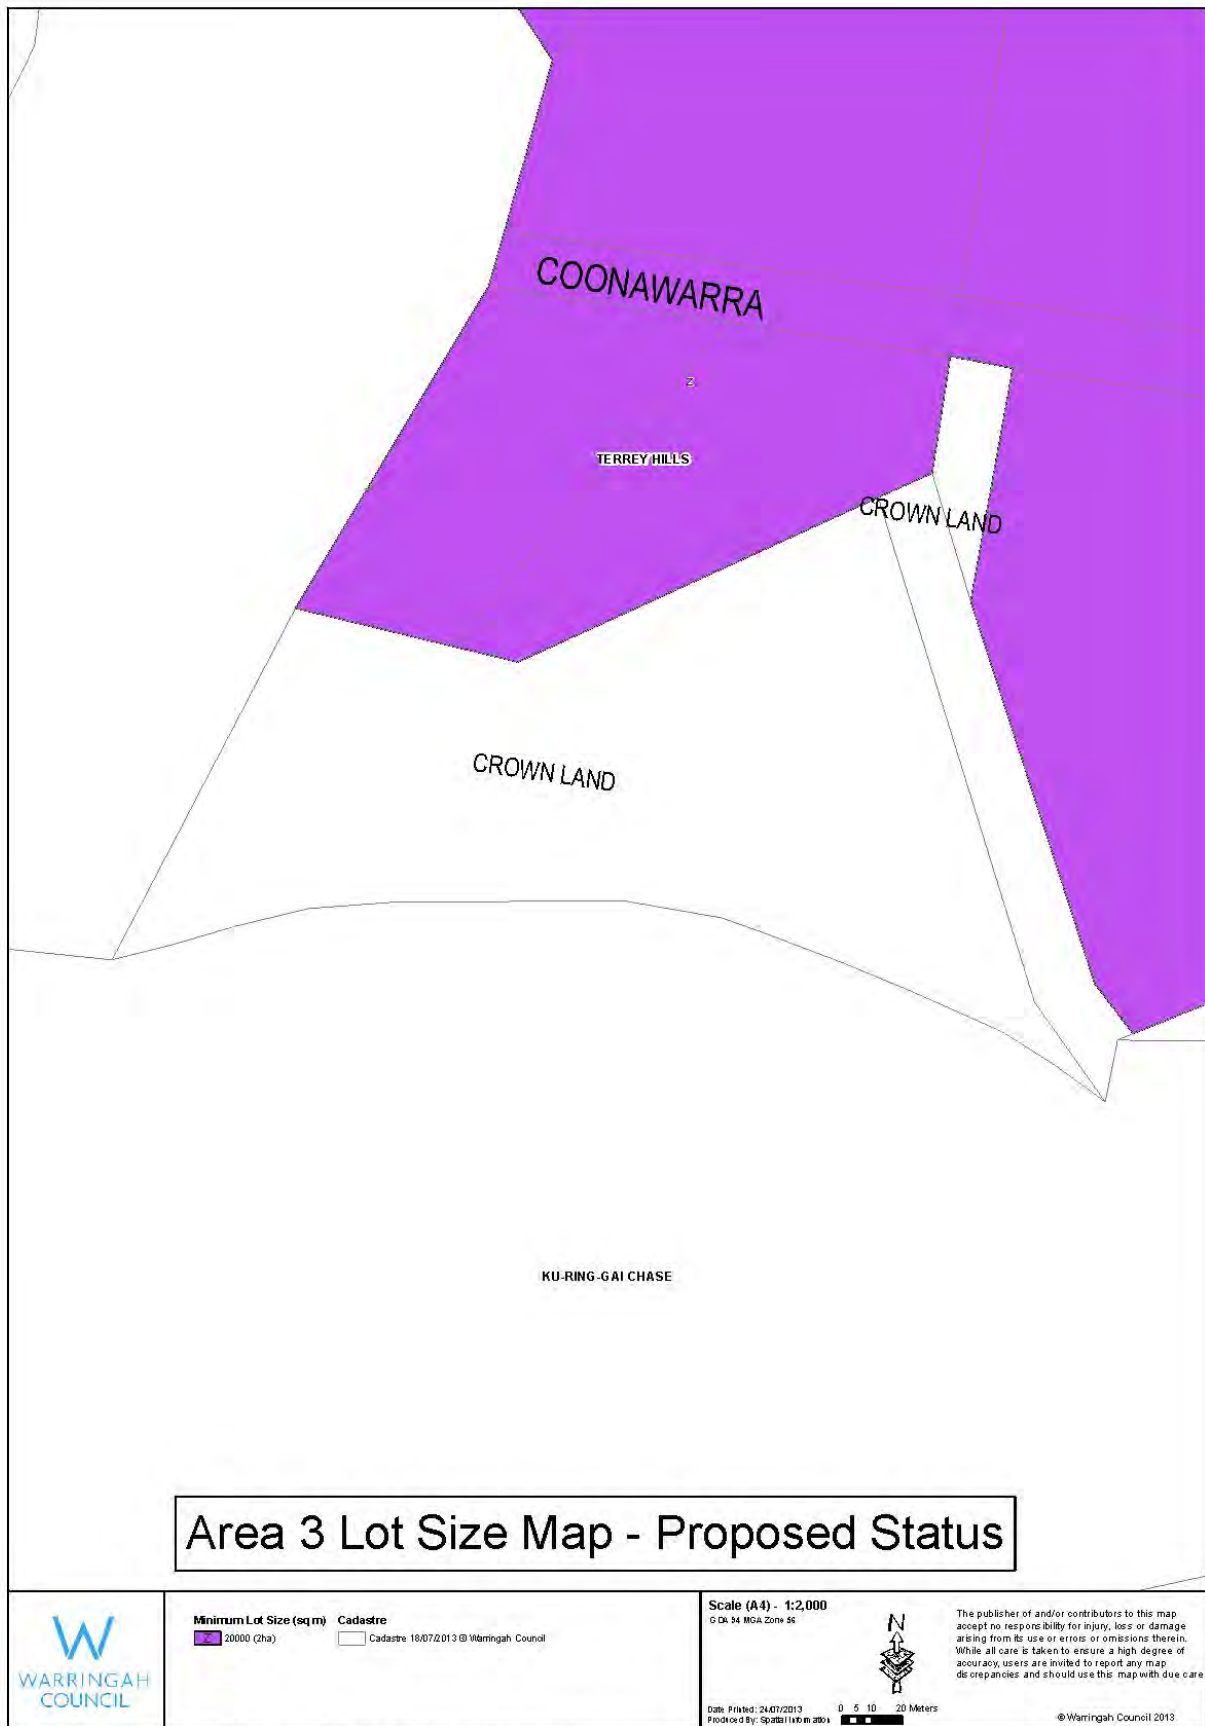 COONAWARRA
Z
TERREY HILLS
CROWN LAND
CROWN LAND
KU-RING-GAI CHASE
Area 3 Lot Size Map - Proposed Status
WARRINGAH
COUNCIL
Minimum Lot Size (sq m) Cadastre
Z 20000 (2ha) Cadastre 18/07/2013 © Warringah Council
Scale (A4) - 1:2,000
GDA 94 MGA Zone 56
N
Date Printed: 24/07/2013
Produced By: Spatial Information
0 5 10 20 Meters
The publisher of and/or contributors to this map
accept no responsibility for injury, loss or damage
arising from its use or errors or omissions therein.
While all care is taken to ensure a high degree of
accuracy, users are invited to report any map
discrepancies and should use this map with due care
© Warringah Council 2013